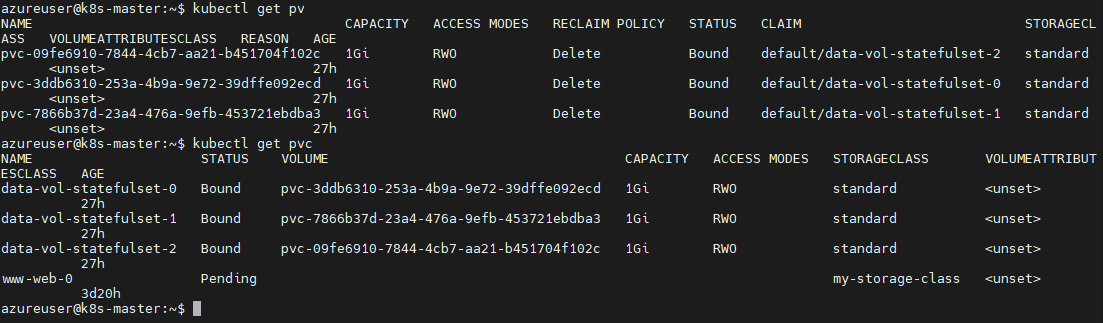 azureuser@k8s-master:~$ kubectl get pv
NAME CAPACITY ACCESS MODES RECLAIM POLICY STATUS CLAIM STORAGECL
ASS VOLUMEATTRIBUTESCLASS REASON AGE
pvc-09fe6910-7844-4cb7-aa21-b451704f102c 1Gi RWO Delete Bound default/data-vol-statefulset-2 standard
<unset> 27h
pvc-3ddb6310-253a-4b9a-9e72-39dffe092ecd 1Gi RWO Delete Bound default/data-vol-statefulset-0 standard
<unset> 27h
pvc-7866b37d-23a4-476a-9efb-453721ebdba3 1Gi RWO Delete Bound default/data-vol-statefulset-1 standard
<unset> 27h
azureuser@k8s-master:~$ kubectl get pvc
NAME STATUS VOLUME CAPACITY ACCESS MODES STORAGECLASS VOLUMEATTRIBUT
ESCLASS AGE
data-vol-statefulset-0 Bound pvc-3ddb6310-253a-4b9a-9e72-39dffe092ecd 1Gi RWO standard <unset>
27h
data-vol-statefulset-1 Bound pvc-7866b37d-23a4-476a-9efb-453721ebdba3 1Gi RWO standard <unset>
27h
data-vol-statefulset-2 Bound pvc-09fe6910-7844-4cb7-aa21-b451704f102c 1Gi RWO standard <unset>
27h
www-web-0 Pending my-storage-class <unset>
3d20h
azureuser@k8s-master:~$